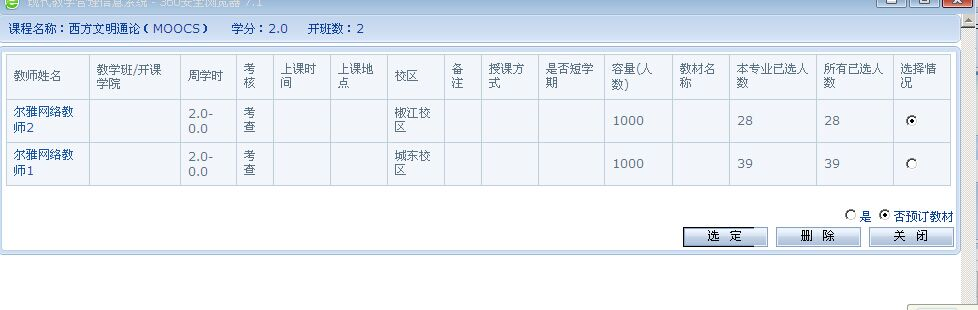 现代教学管理信息系统 - 360安全浏览器 7.1
课程名称：西方文明通论（MOOCS） 学分：2.0 开班数：2
教师姓名 教学班/开课学院 周学时 考核 上课时间 上课地点 校区 备注 授课方式 是否短学期 容量(人数) 教材名称 本专业已选人数 所有已选人数 选择情况
尔雅网络教师2 2.0-0.0 考查 椒江校区 1000 28 28
尔雅网络教师1 2.0-0.0 考查 城东校区 1000 39 39
是 否预订教材
选 定 删 除 关 闭